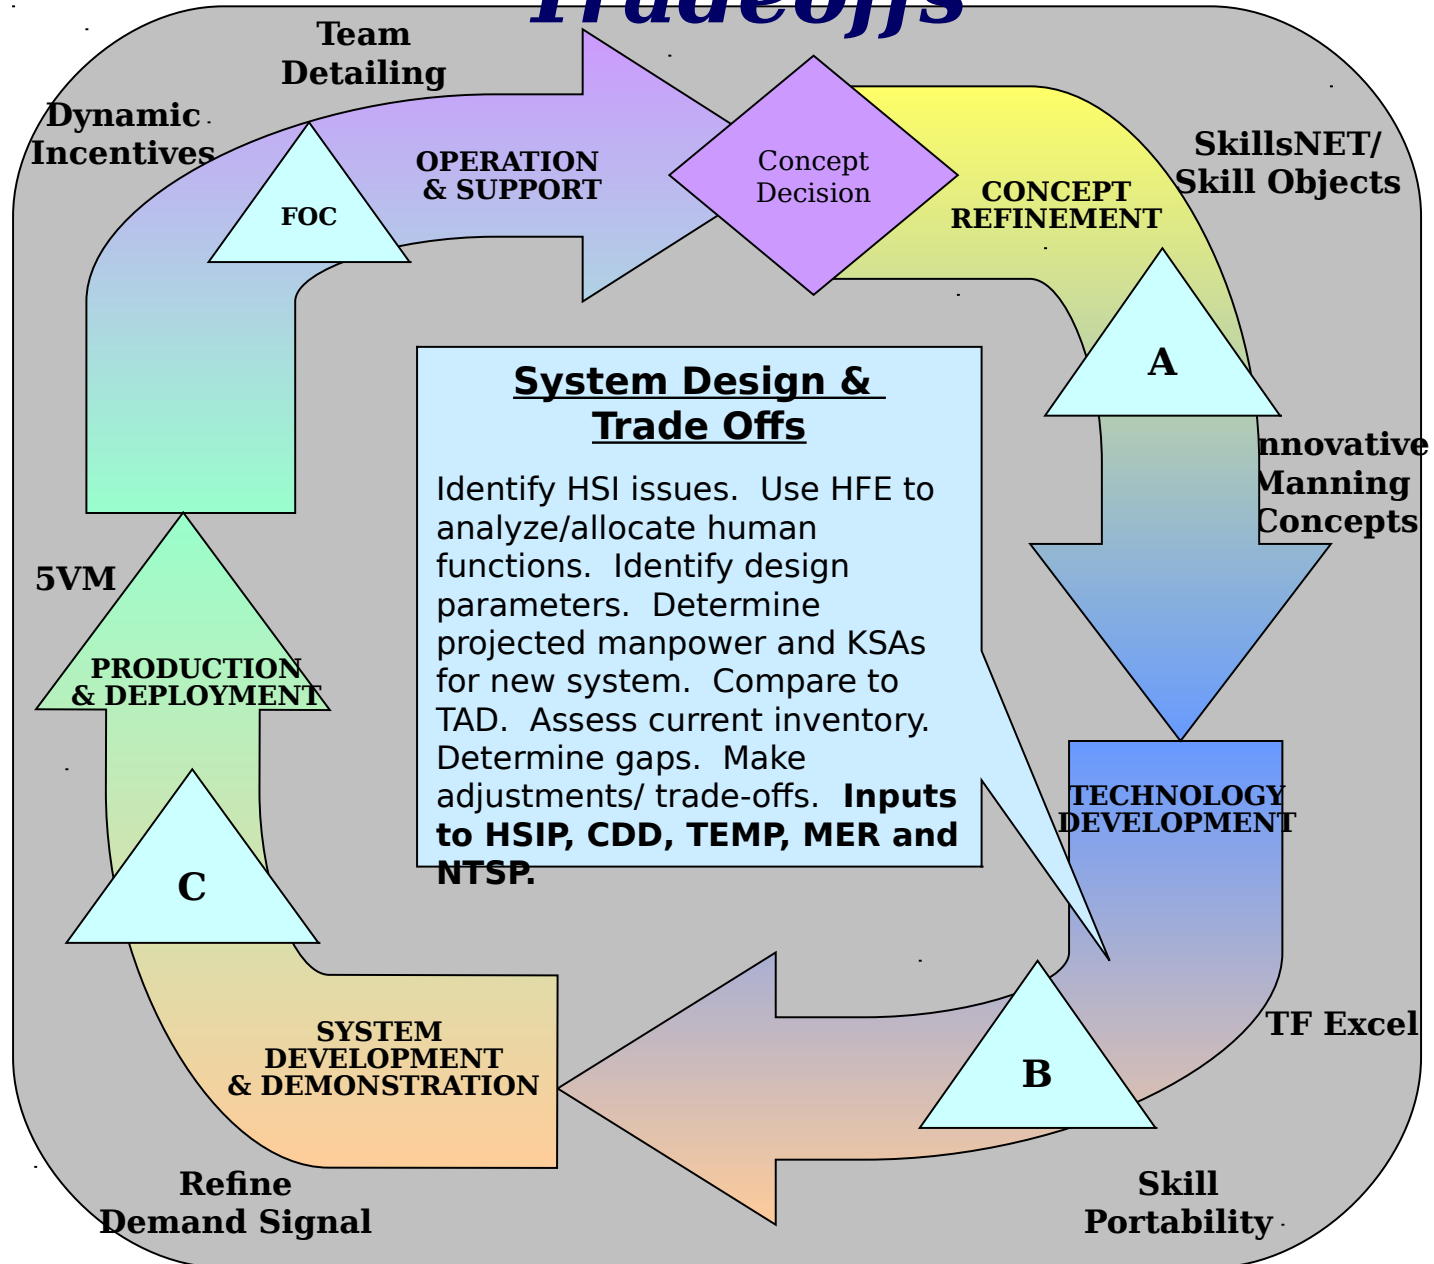 Tradeoffs
Team
Detailing
Dynamic
Incentives
OPERATION
& SUPPORT
FOC
Concept
Decision
CONCEPT
REFINEMENT
SkillsNET/
Skill Objects
A
nnovative
Manning
Concepts
System Design &
Trade Offs
Identify HSI issues.  Use HFE to
analyze/allocate human
functions.  Identify design
parameters.  Determine
projected manpower and KSAs
for new system.  Compare to
TAD.  Assess current inventory.
Determine gaps.  Make
adjustments/ trade-offs.  Inputs
to HSIP, CDD, TEMP, MER and
NTSP.
5VM
PRODUCTION
& DEPLOYMENT
TECHNOLOGY
DEVELOPMENT
C
SYSTEM
DEVELOPMENT
& DEMONSTRATION
B
TF Excel
Refine
Demand Signal
Skill
Portability